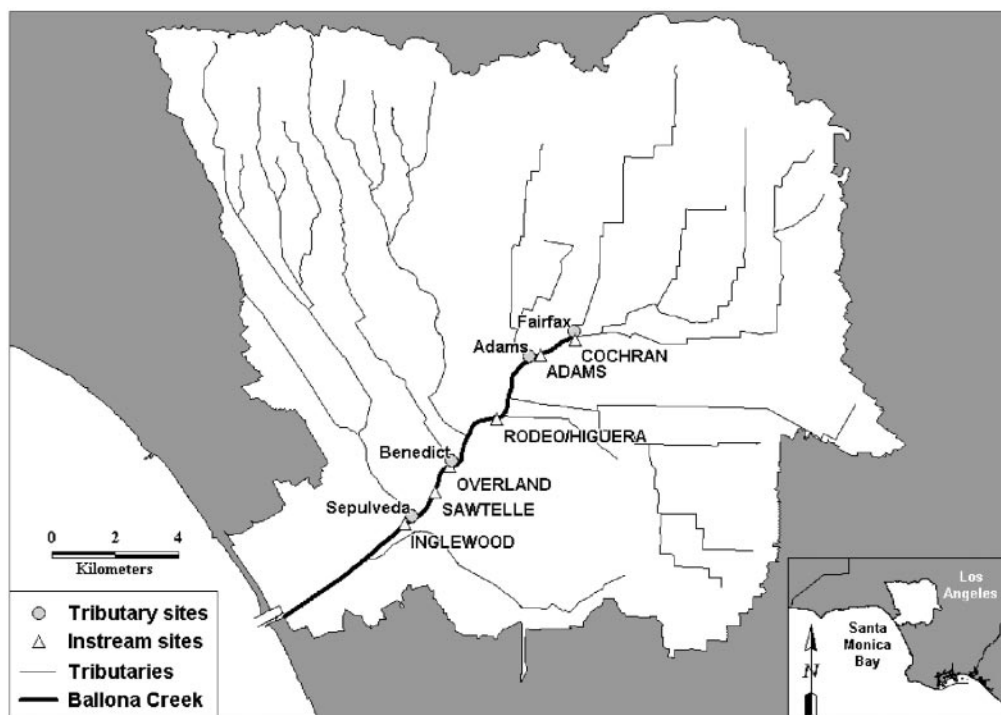 Fairfax
Adams
COCHRAN
ADAMS
RODEO/HIGUERA
Benedict
OVERLAND
Sepulveda
SAWTELLE
INGLEWOOD
0 2 4
Kilometers
Tributary sites
Instream sites
Tributaries
Ballona Creek
Los
Angeles
Santa
Monica
Bay
N